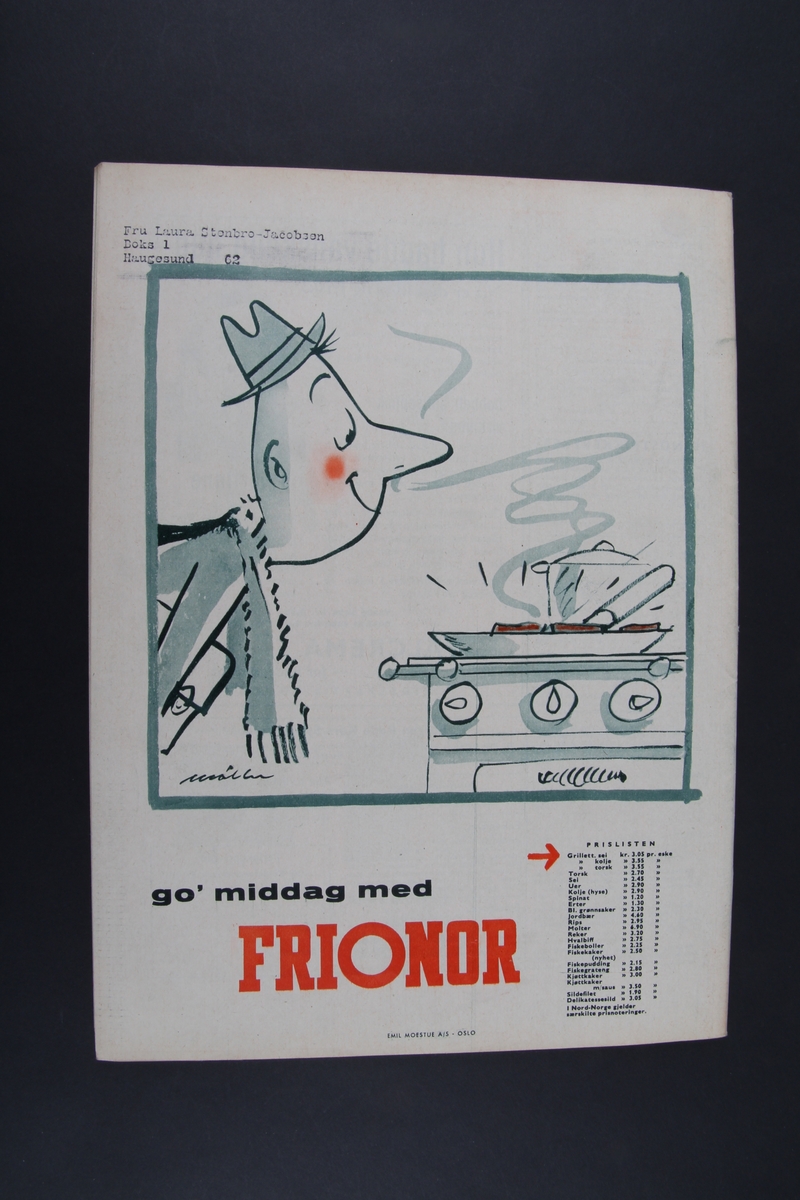 Fru Laura Stenbro-Jacobsen
Boks 1
Haugesund 62
go' middag med
FRIONOR
PRISLISTEN
Grillett. sei kr. 3.05 pr. eske
» kolje » 3.55 »
» torsk » 3.55 »
Torsk » 2.70 »
Sei » 2.45 »
Uer » 2.90 »
Kolje (hyse) » 2.90 »
Spinat » 1.20 »
Erter » 1.30 »
Bl. grønnsaker » 2.30 »
Jordbær » 4.60 »
Rips » 2.95 »
Molter » 6.90 »
Reker » 3.20 »
Hvalbiff » 2.75 »
Fiskeboller » 2.25 »
Fiskekaker » 2.50 »
(nyhet)
Fiskepudding » 2.15 »
Fiskegrateng » 2.80 »
Kjøttkaker » 3.00 »
Kjøttkaker
m/saus » 3.50 »
Sildefilet » 1.90 »
Delikatessesild » 3.05 »
I Nord-Norge gjelder
særskilte prisnoteringer.
EMIL MOESTUE A/S - OSLO